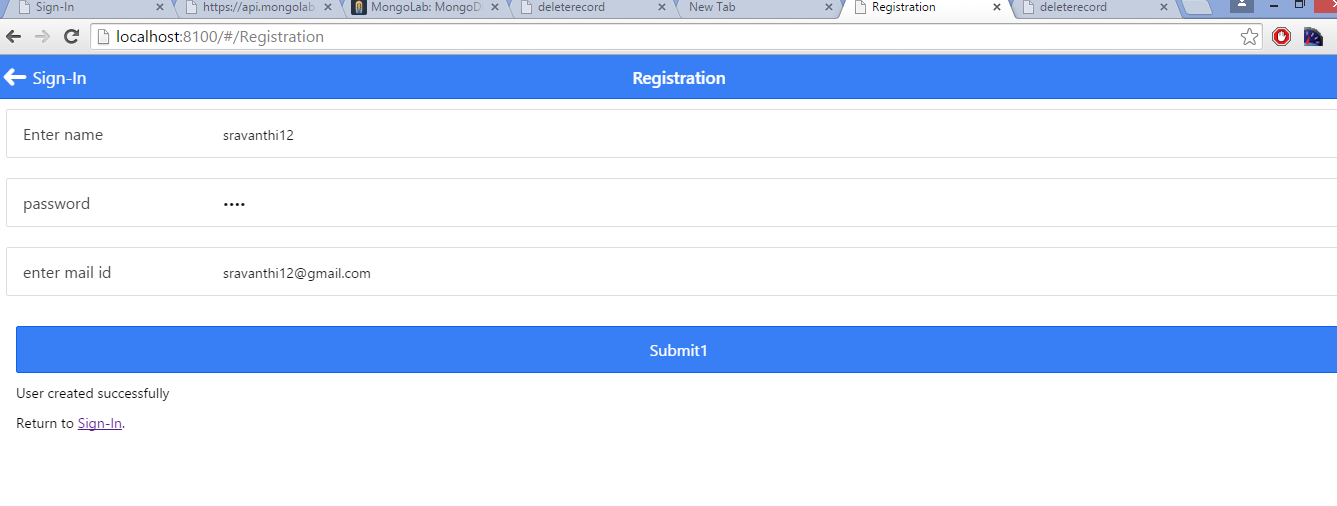 Sign-In https://api.mongolab MongoLab: MongoD deleterecord New Tab Registration deleterecord
localhost:8100/#/Registration
Sign-In Registration
Enter name sravanthi12
password ••••
enter mail id sravanthi12@gmail.com
Submit1
User created successfully
Return to Sign-In.